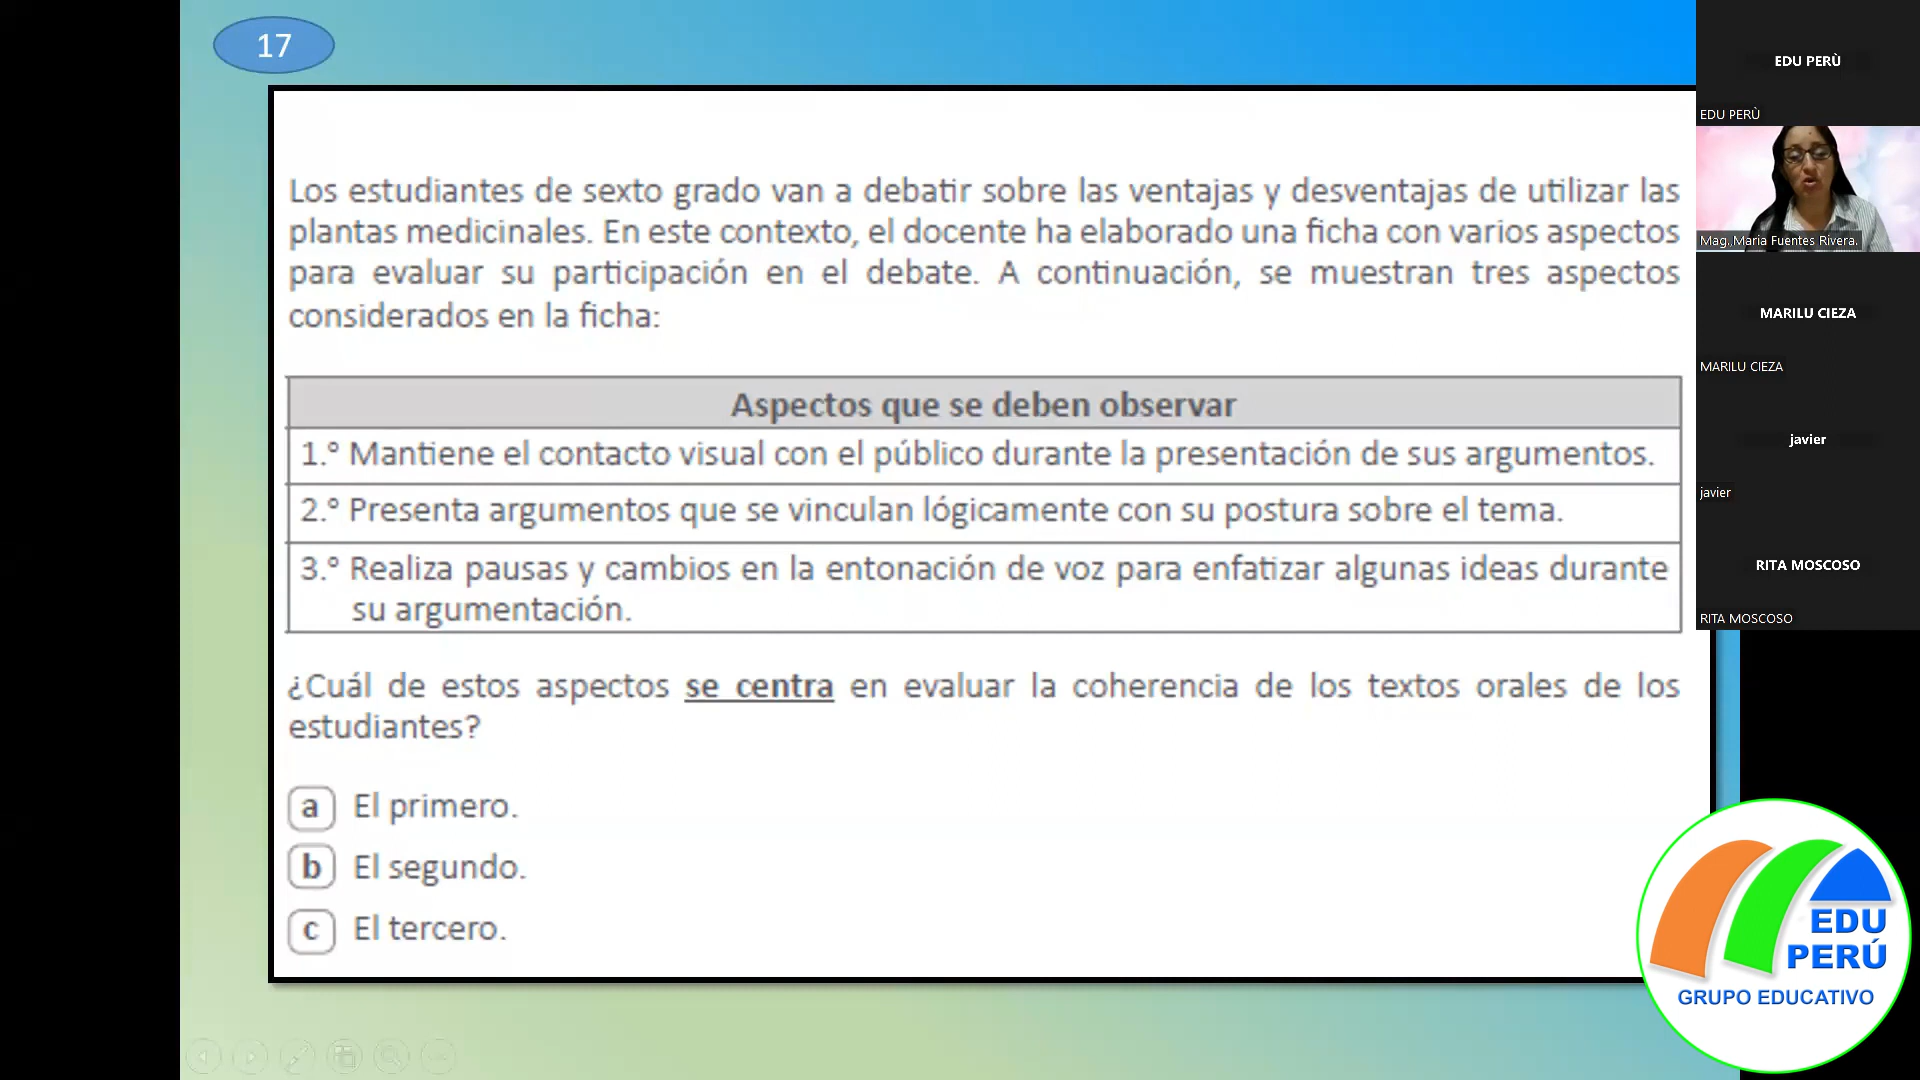 17
Los estudiantes de sexto grado van a debatir sobre las ventajas y desventajas de utilizar las
plantas medicinales. En este contexto, el docente ha elaborado una ficha con varios aspectos
para evaluar su participación en el debate. A continuación, se muestran tres aspectos
considerados en la ficha:
Aspectos que se deben observar
1.° Mantiene el contacto visual con el público durante la presentación de sus argumentos.
2.° Presenta argumentos que se vinculan lógicamente con su postura sobre el tema.
3.° Realiza pausas y cambios en la entonación de voz para enfatizar algunas ideas durante
su argumentación.
¿Cuál de estos aspectos se centra en evaluar la coherencia de los textos orales de los
estudiantes?
a El primero.
b El segundo.
c El tercero.
EDU PERÙ
EDU PERÙ
Mag. Maria Fuentes Rivera.
MARILU CIEZA
MARILU CIEZA
javier
javier
RITA MOSCOSO
RITA MOSCOSO
EDU
PERÚ
GRUPO EDUCATIVO